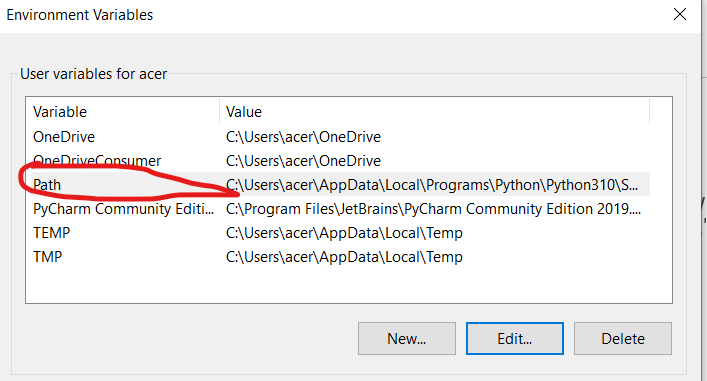 Environment Variables
User variables for acer
Variable Value
OneDrive C:\Users\acer\OneDrive
OneDriveConsumer C:\Users\acer\OneDrive
Path C:\Users\acer\AppData\Local\Programs\Python\Python310\S...
PyCharm Community Editi... C:\Program Files\JetBrains\PyCharm Community Edition 2019....
TEMP C:\Users\acer\AppData\Local\Temp
TMP C:\Users\acer\AppData\Local\Temp
New... Edit... Delete